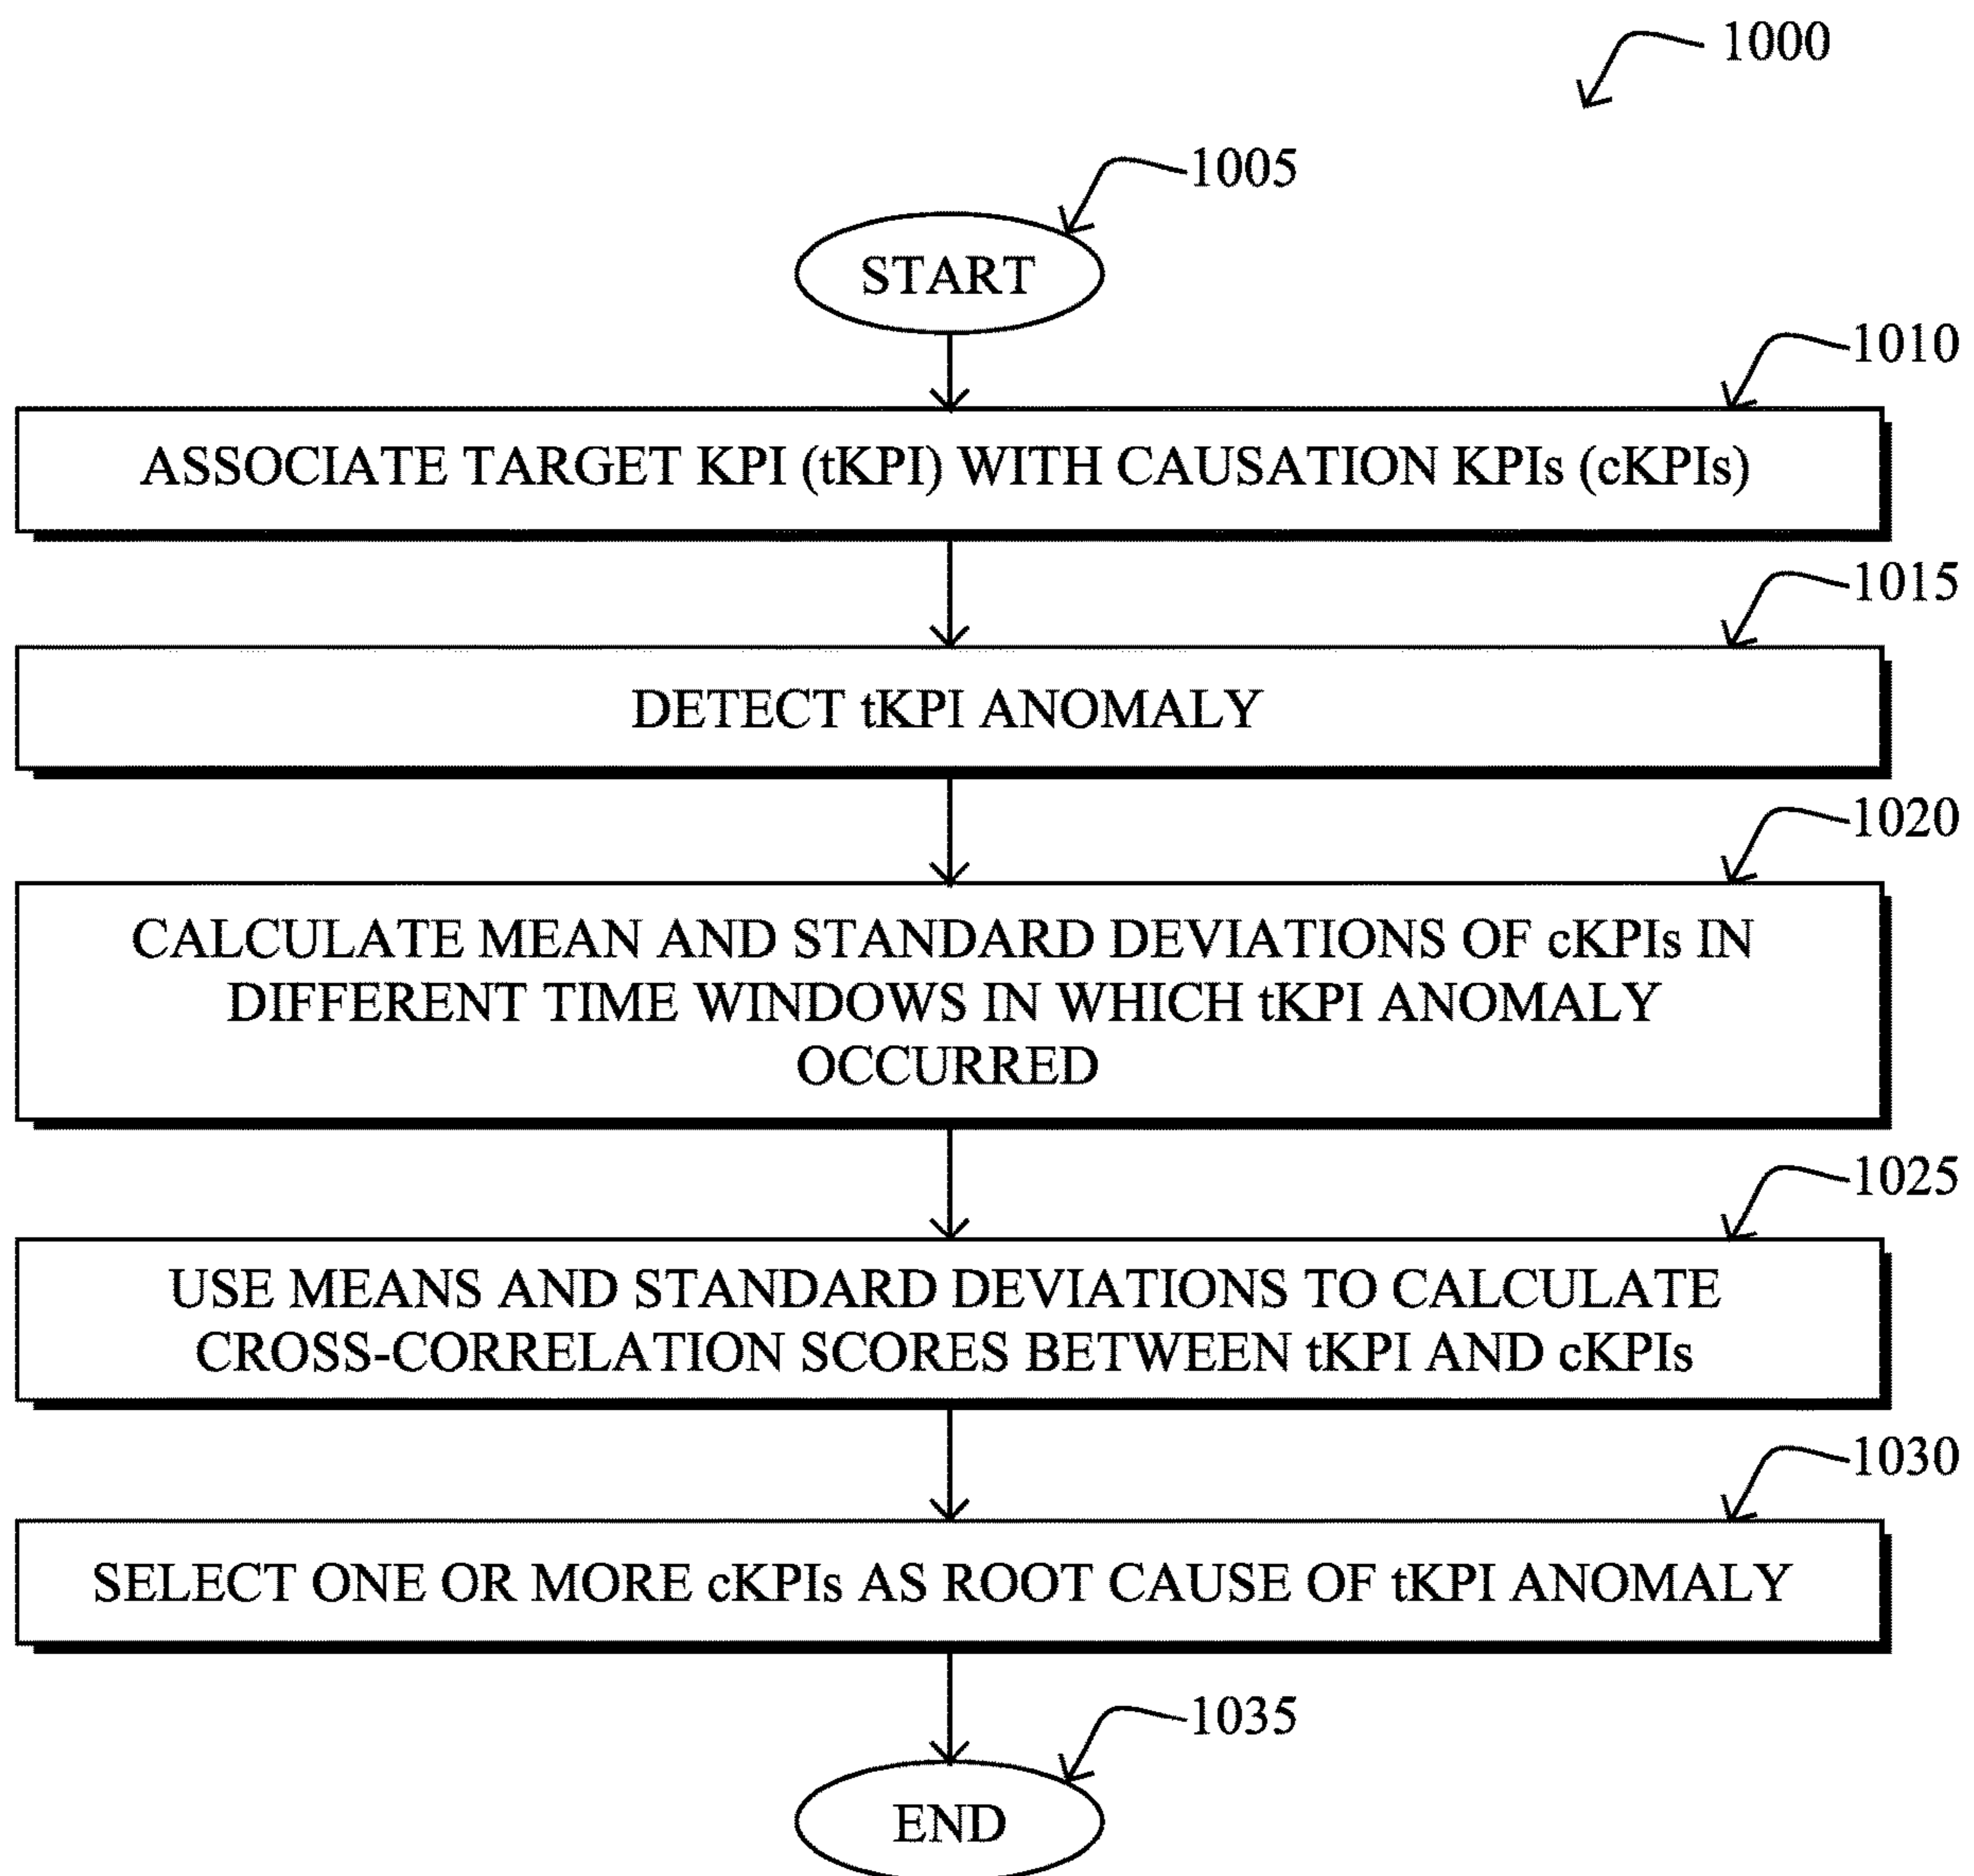 1000
1005
START
1010
ASSOCIATE TARGET KPI (tKPI) WITH CAUSATION KPIs (cKPIs)
1015
DETECT tKPI ANOMALY
1020
CALCULATE MEAN AND STANDARD DEVIATIONS OF cKPIs IN
DIFFERENT TIME WINDOWS IN WHICH tKPI ANOMALY
OCCURRED
1025
USE MEANS AND STANDARD DEVIATIONS TO CALCULATE
CROSS-CORRELATION SCORES BETWEEN tKPI AND cKPIs
1030
SELECT ONE OR MORE cKPIs AS ROOT CAUSE OF tKPI ANOMALY
1035
END